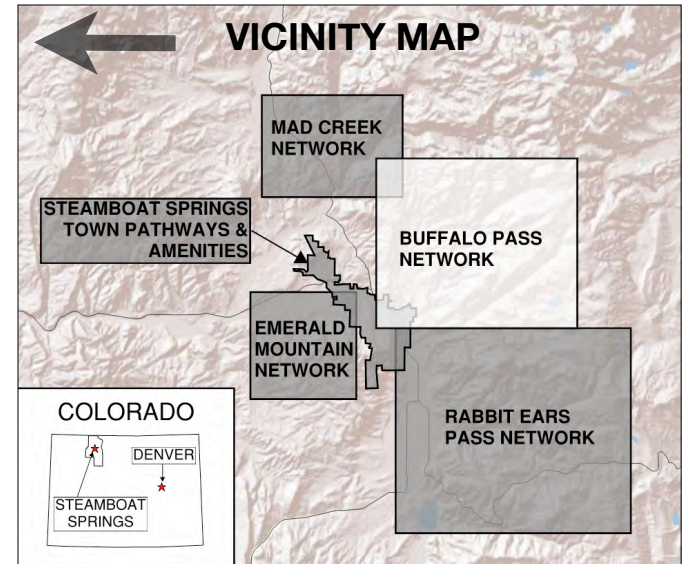 VICINITY MAP
MAD CREEK
NETWORK
STEAMBOAT SPRINGS
TOWN PATHWAYS &
AMENITIES
BUFFALO PASS
NETWORK
EMERALD
MOUNTAIN
NETWORK
RABBIT EARS
PASS NETWORK
COLORADO
DENVER
STEAMBOAT
SPRINGS